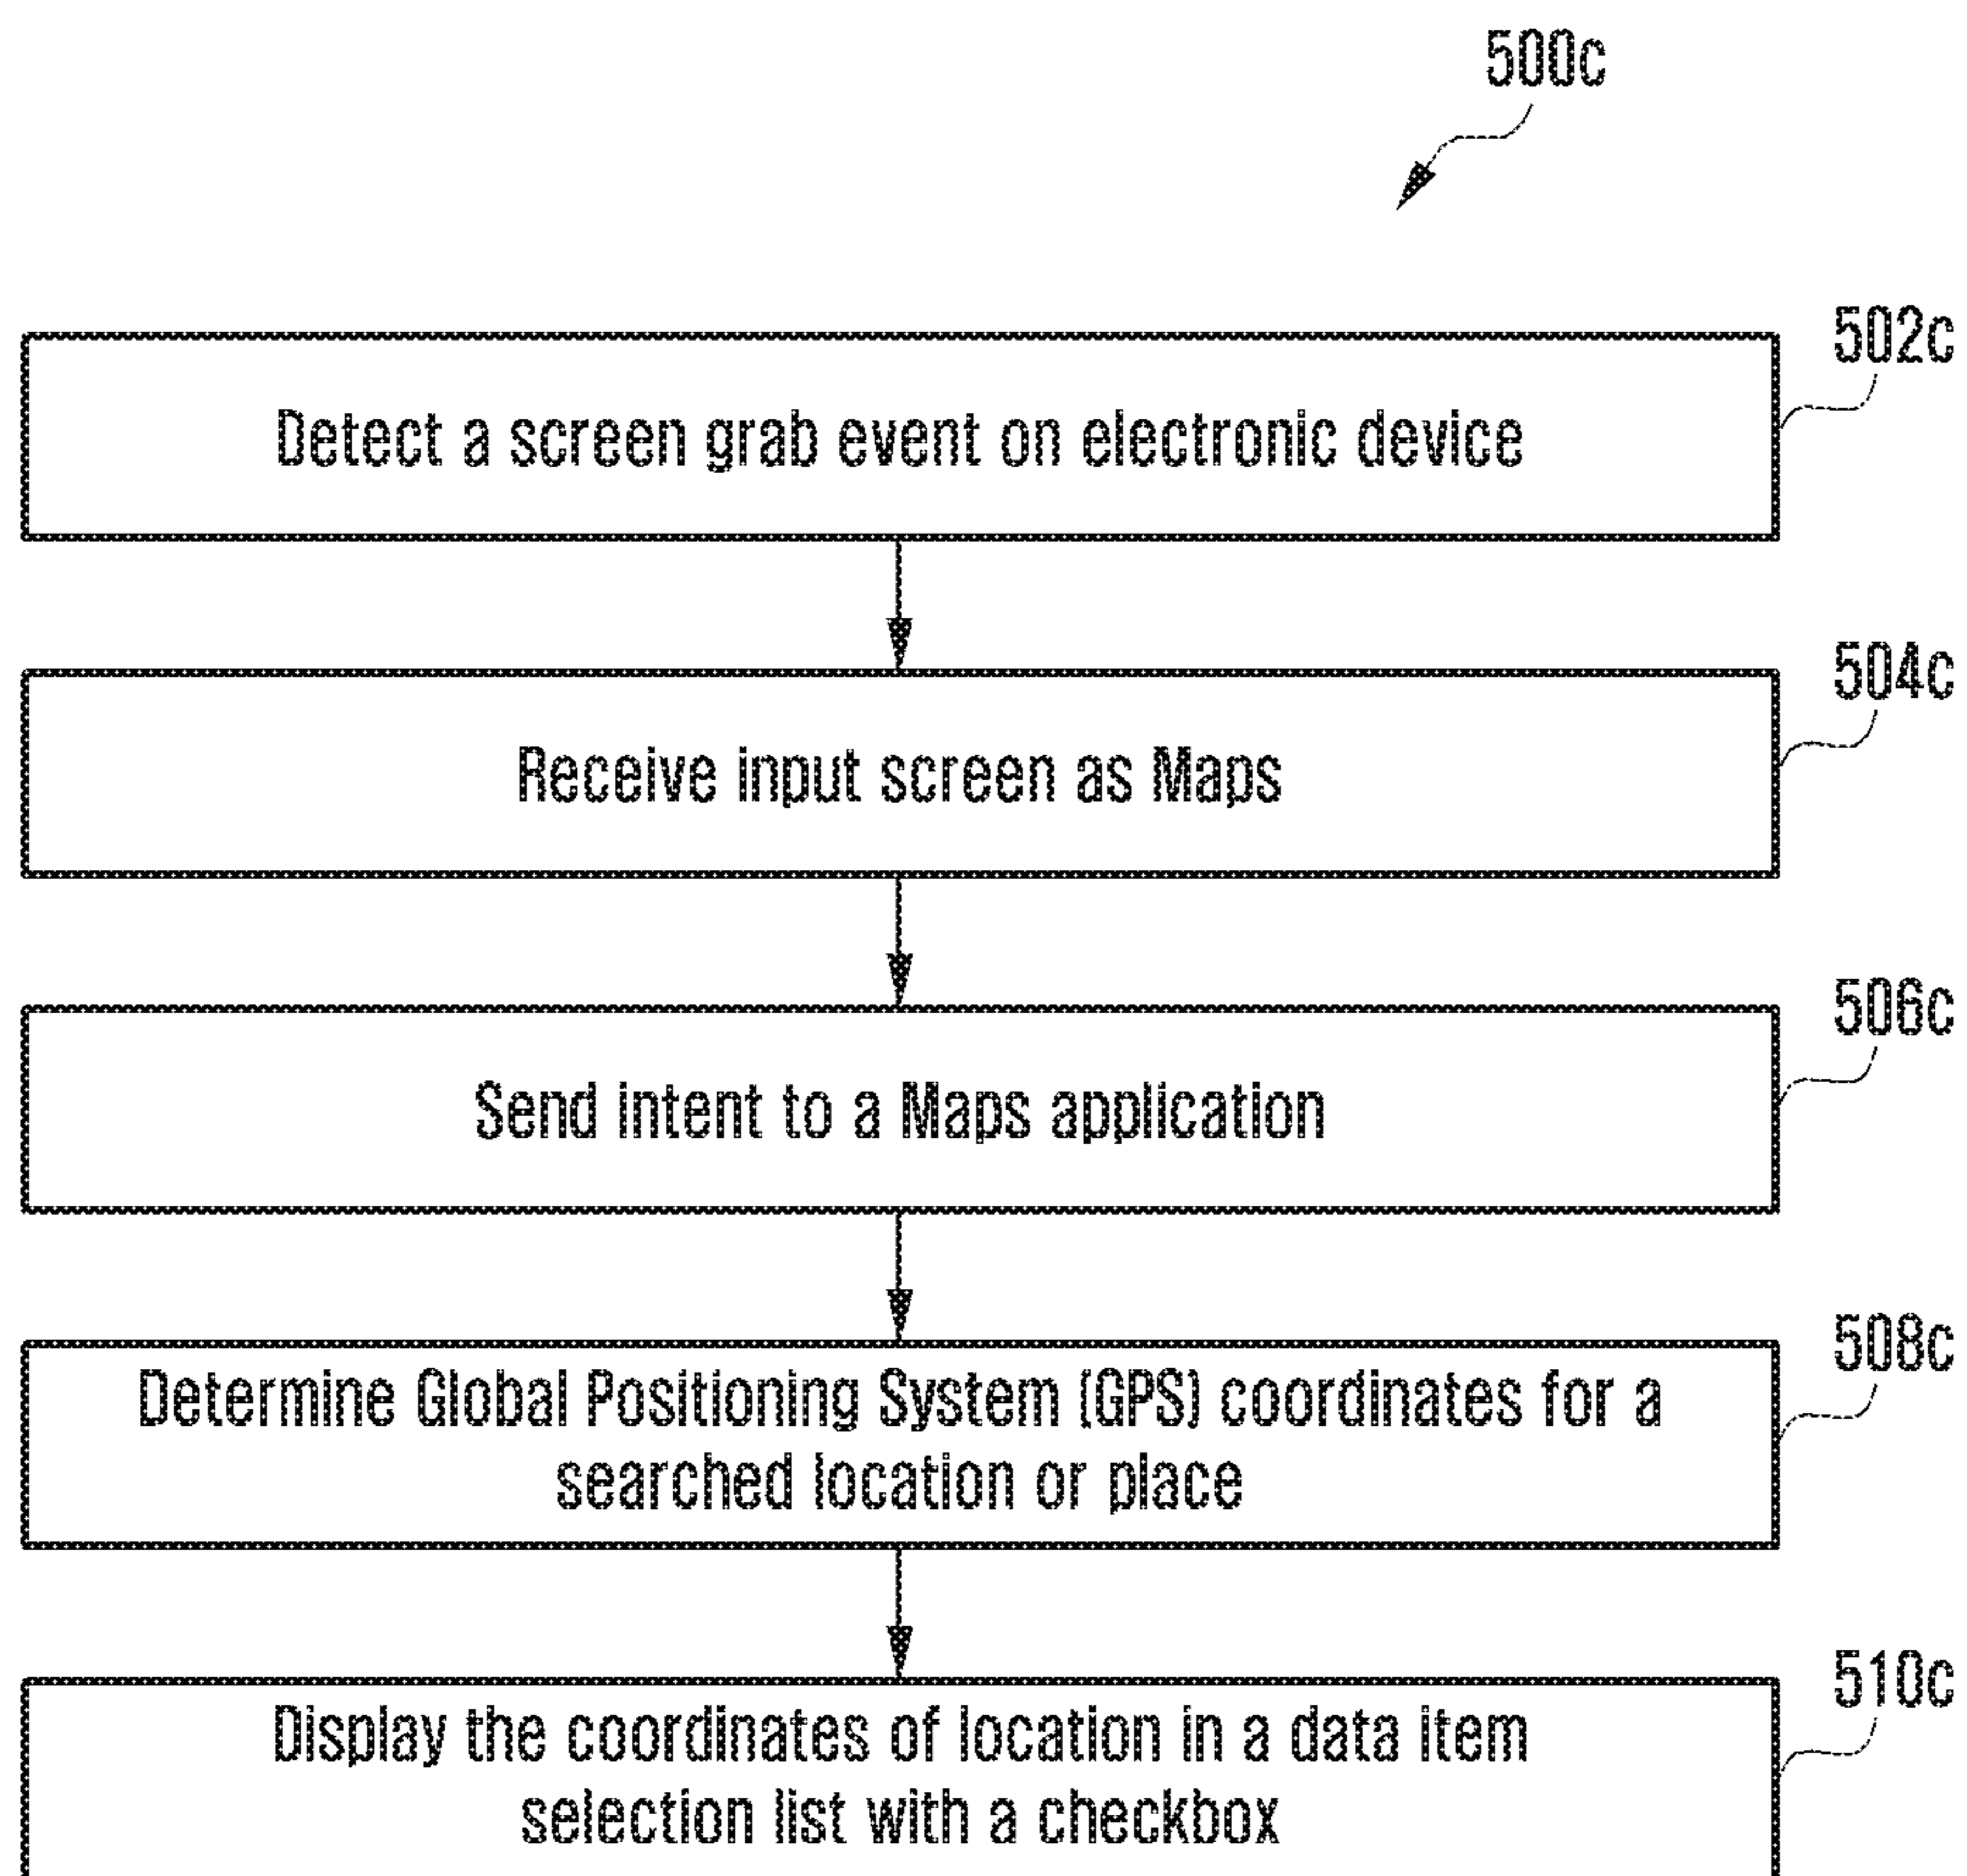 500c
502c
Detect a screen grab event on electronic device
504c
Receive input screen as Maps
506c
Send intent to a Maps application
508c
Determine Global Positioning System (GPS) coordinates for a
searched location or place
510c
Display the coordinates of location in a data item
selection list with a checkbox